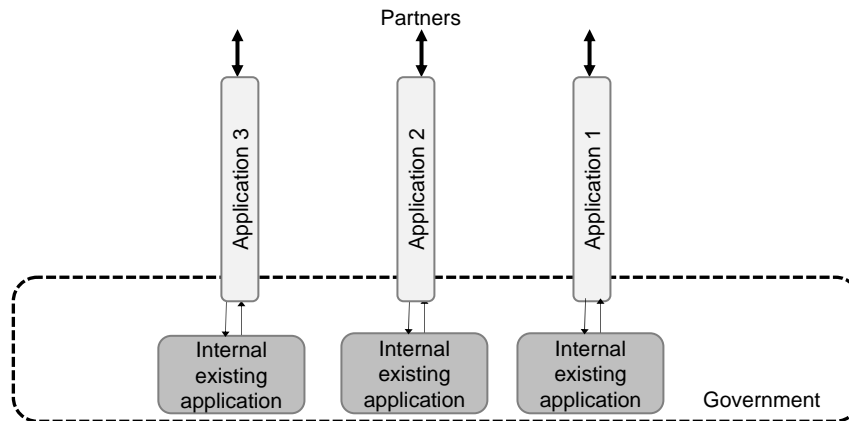 Partners
Application 3
Application 2
Application 1
Internal
existing
application
Internal
existing
application
Internal
existing
application
Government